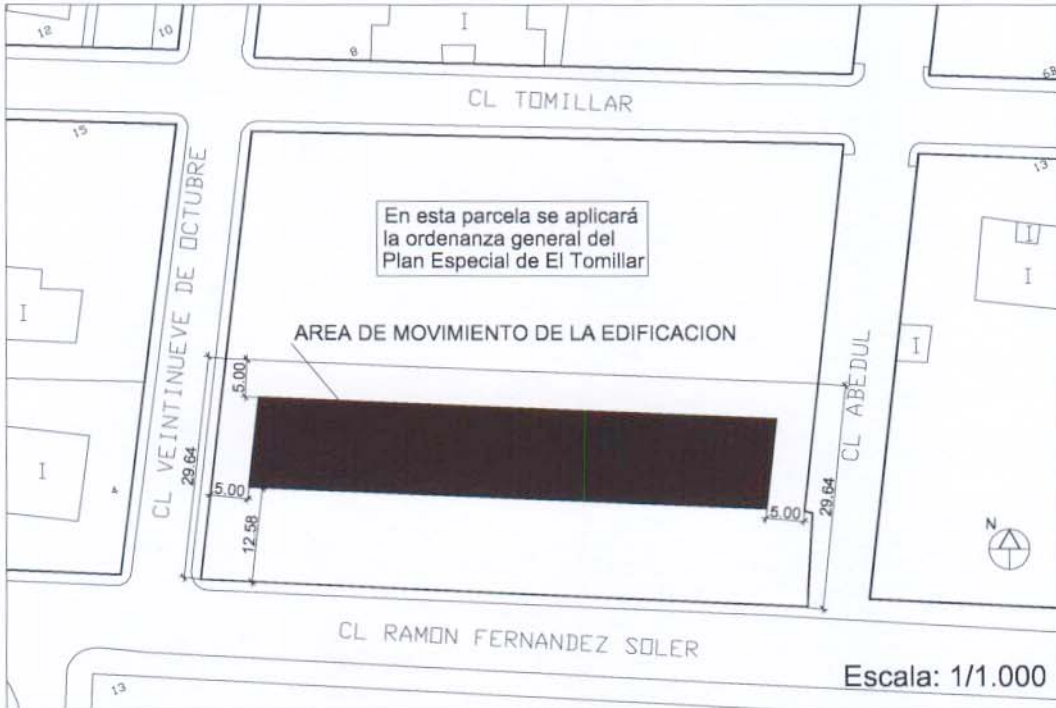 12
10
8
I
6B
CL TOMILLAR
15
13
CL VEINTINUEVE DE OCTUBRE
En esta parcela se aplicará
la ordenanza general del
Plan Especial de El Tomillar
I
I
I
I
AREA DE MOVIMIENTO DE LA EDIFICACION
CL ABEDUL
5.00
29.64
I
5.00
12.58
5.00
29.64
N
CL RAMON FERNANDEZ SOLER
13
Escala: 1/1.000